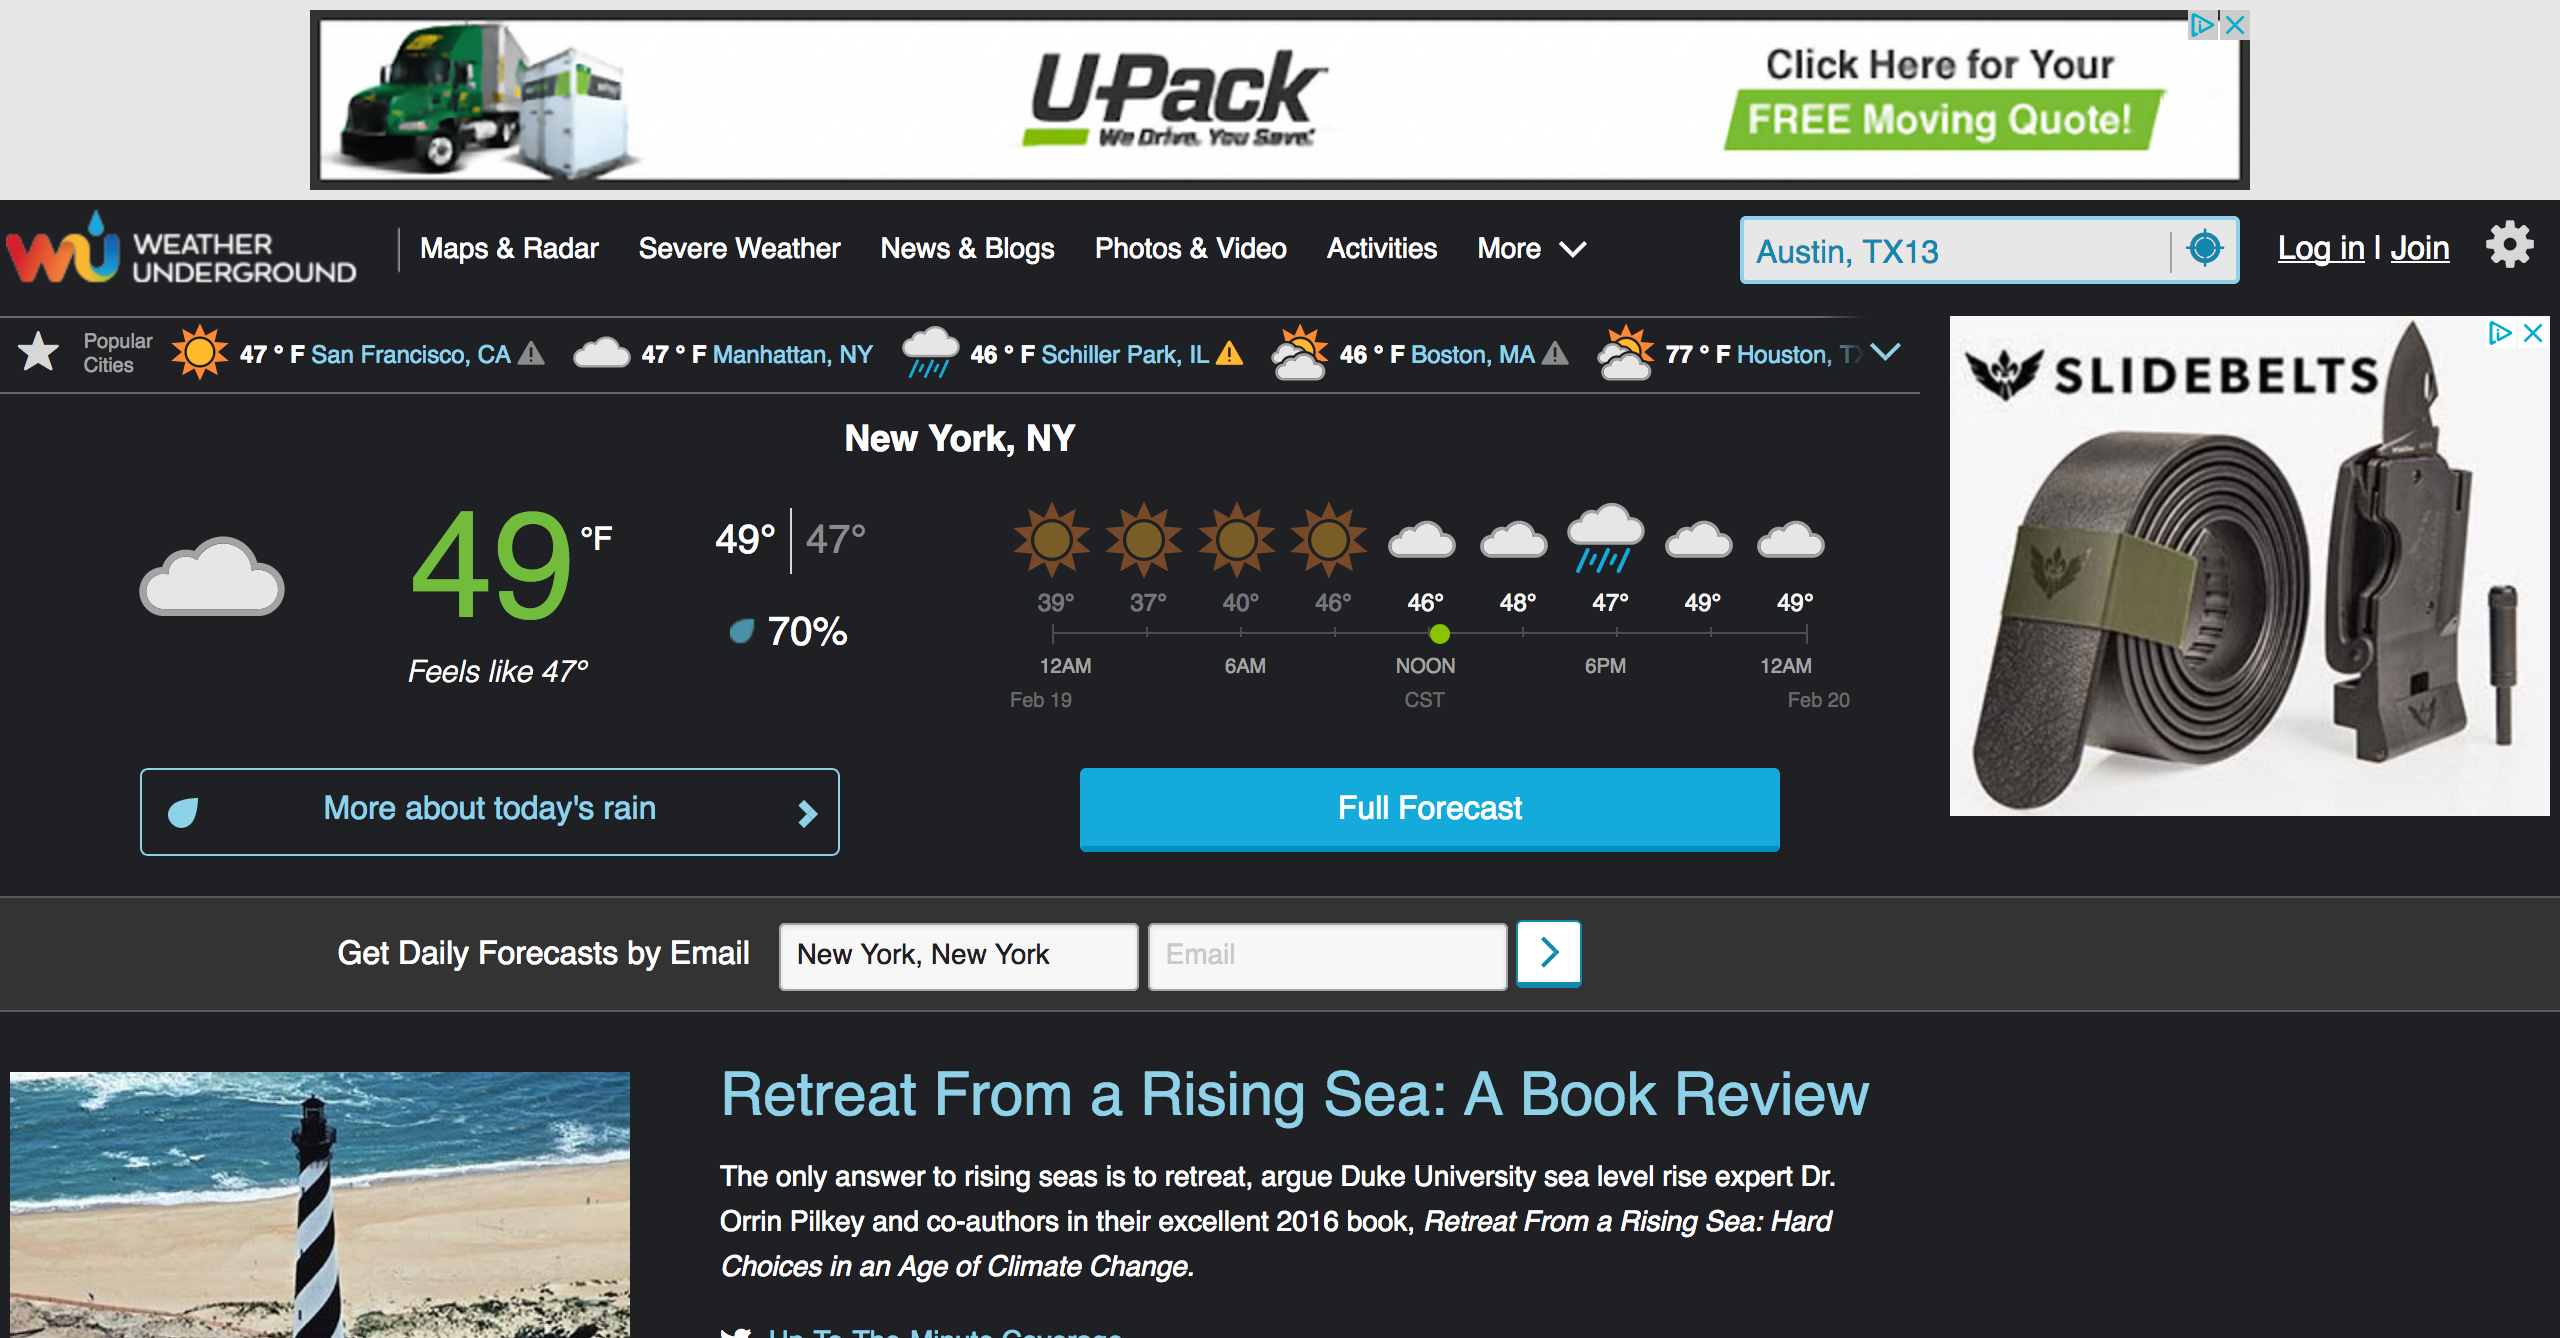 U-Pack
We Drive. You Save.
Click Here for Your
FREE Moving Quote!
WEATHER
UNDERGROUND
Maps & Radar Severe Weather News & Blogs Photos & Video Activities More
Austin, TX13
Log in | Join
Popular
Cities
47 ° F San Francisco, CA
47 ° F Manhattan, NY
46 ° F Schiller Park, IL
46 ° F Boston, MA
77 ° F Houston, TX
SLIDEBELTS
New York, NY
49 °F
Feels like 47°
49° | 47°
70%
39° 37° 40° 46° 46° 48° 47° 49° 49°
12AM 6AM NOON 6PM 12AM
Feb 19 CST Feb 20
More about today's rain
Full Forecast
Get Daily Forecasts by Email
New York, New York
Email
Retreat From a Rising Sea: A Book Review
The only answer to rising seas is to retreat, argue Duke University sea level rise expert Dr.
Orrin Pilkey and co-authors in their excellent 2016 book, Retreat From a Rising Sea: Hard
Choices in an Age of Climate Change.
Up To The Minute Coverage